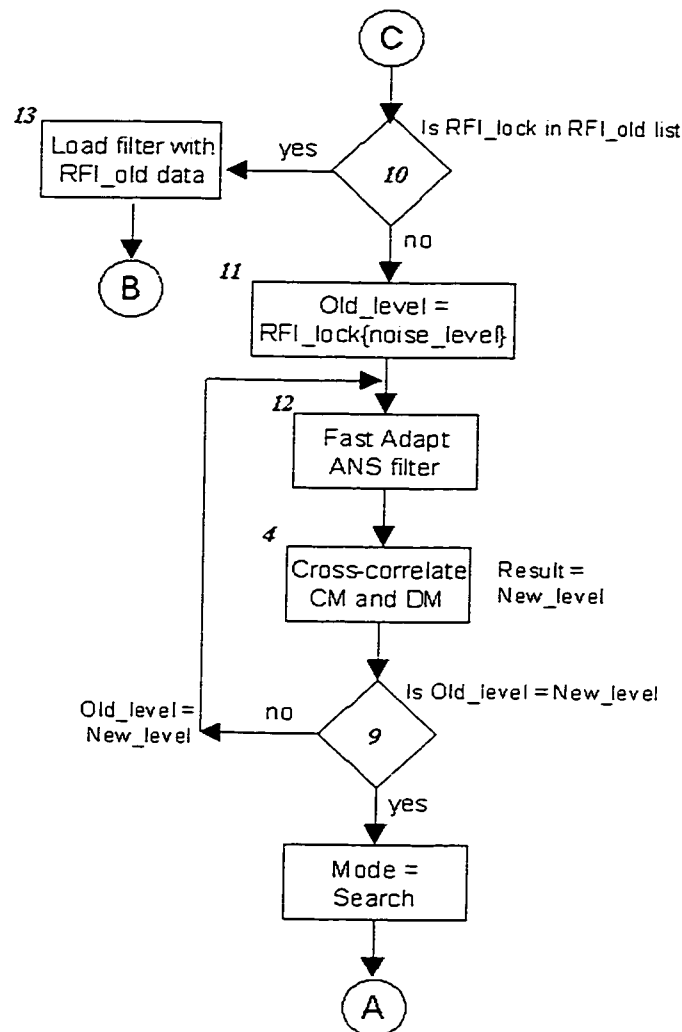 C
Is RFI_lock in RFI_old list
13
Load filter with
RFI_old data
yes
10
no
B
11
Old_level =
RFI_lock{noise_level}
12
Fast Adapt
ANS filter
4
Cross-correlate
CM and DM
Result =
New_level
Is Old_level = New_level
Old_level =
New_level
no
9
yes
Mode =
Search
A